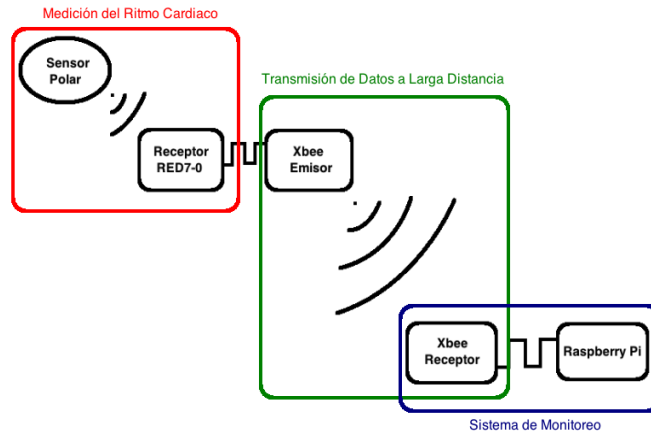 Medición del Ritmo Cardiaco
Sensor
Polar
Transmisión de Datos a Larga Distancia
Receptor
RED7-0
Xbee
Emisor
Xbee
Receptor
Raspberry Pi
Sistema de Monitoreo